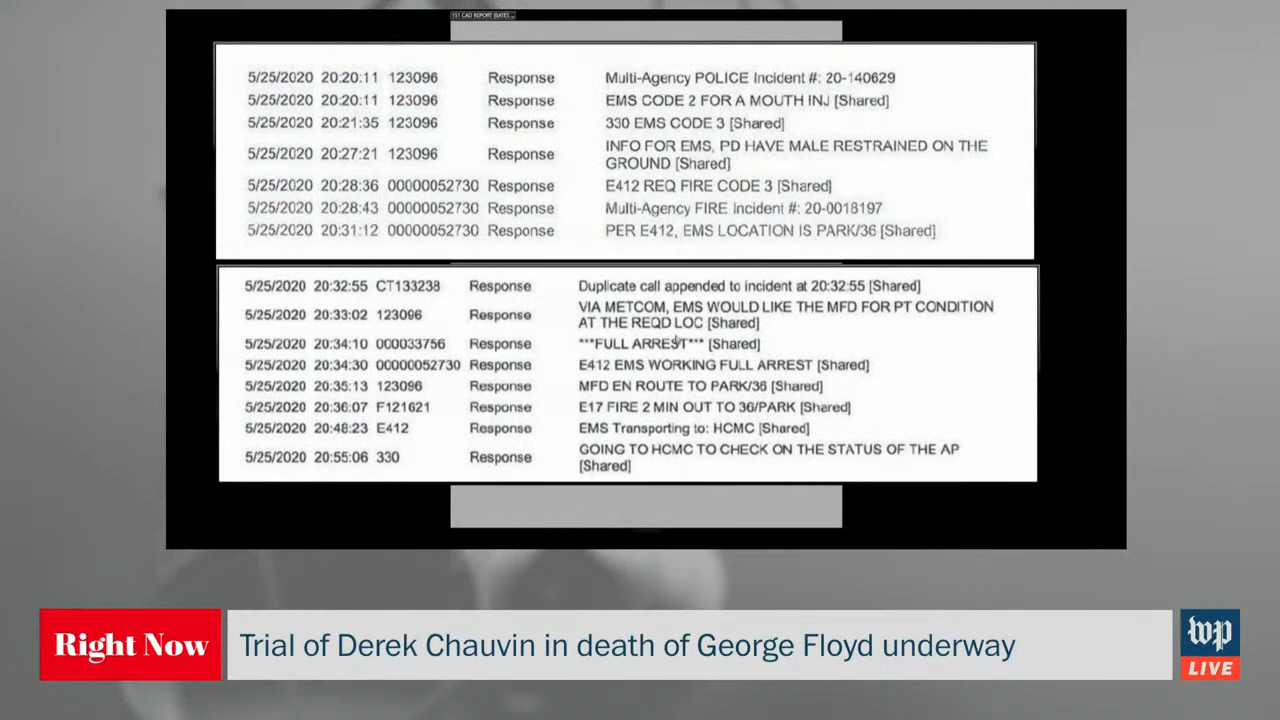 151 CAD REPORT (BATES ...
5/25/2020 20:20:11 123096 Response Multi-Agency POLICE Incident #: 20-140629
5/25/2020 20:20:11 123096 Response EMS CODE 2 FOR A MOUTH INJ [Shared]
5/25/2020 20:21:35 123096 Response 330 EMS CODE 3 [Shared]
5/25/2020 20:27:21 123096 Response INFO FOR EMS, PD HAVE MALE RESTRAINED ON THE
GROUND [Shared]
5/25/2020 20:28:36 00000052730 Response E412 REQ FIRE CODE 3 [Shared]
5/25/2020 20:28:43 00000052730 Response Multi-Agency FIRE Incident #: 20-0018197
5/25/2020 20:31:12 00000052730 Response PER E412, EMS LOCATION IS PARK/36 [Shared]
5/25/2020 20:32:55 CT133238 Response Duplicate call appended to incident at 20:32:55 [Shared]
5/25/2020 20:33:02 123096 Response VIA METCOM, EMS WOULD LIKE THE MFD FOR PT CONDITION
AT THE REQD LOC [Shared]
5/25/2020 20:34:10 000033756 Response ***FULL ARREST*** [Shared]
5/25/2020 20:34:30 00000052730 Response E412 EMS WORKING FULL ARREST [Shared]
5/25/2020 20:35:13 123096 Response MFD EN ROUTE TO PARK/36 [Shared]
5/25/2020 20:36:07 F121621 Response E17 FIRE 2 MIN OUT TO 36/PARK [Shared]
5/25/2020 20:48:23 E412 Response EMS Transporting to: HCMC [Shared]
5/25/2020 20:55:06 330 Response GOING TO HCMC TO CHECK ON THE STATUS OF THE AP
[Shared]
Right Now
Trial of Derek Chauvin in death of George Floyd underway
wp
LIVE